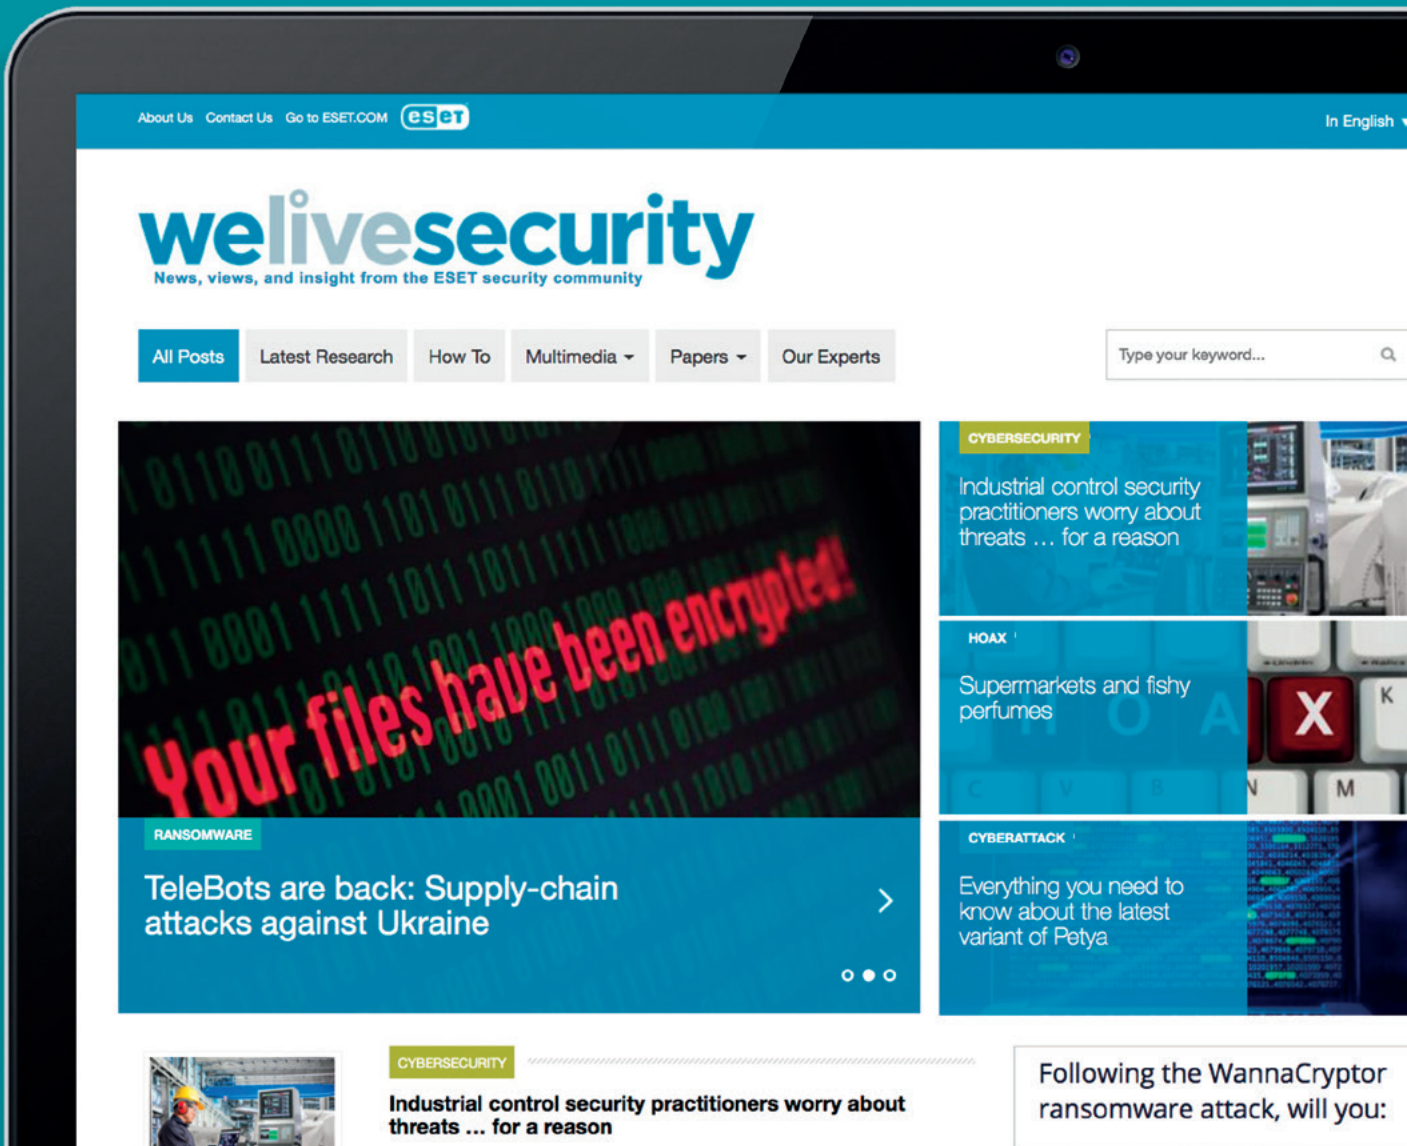 About Us Contact Us Go to ESET.COM eset
In English
welivesecurity
News, views, and insight from the ESET security community
All Posts Latest Research How To Multimedia Papers Our Experts
Type your keyword...
Your files have been encrypted!
RANSOMWARE
TeleBots are back: Supply-chain
attacks against Ukraine
CYBERSECURITY
Industrial control security
practitioners worry about
threats ... for a reason
HOAX
Supermarkets and fishy
perfumes
H O A X K
C V B N M
CYBERATTACK
Everything you need to
know about the latest
variant of Petya
CYBERSECURITY
Industrial control security practitioners worry about
threats ... for a reason
Following the WannaCryptor
ransomware attack, will you: